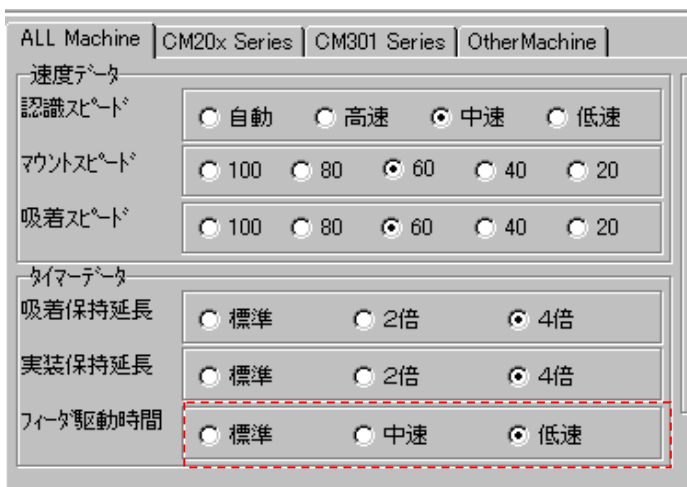 ALL Machine CM20x Series CM301 Series OtherMachine
速度ﾃﾞｰﾀ
認識ｽﾋﾟｰﾄﾞ 自動 高速 中速 低速
ﾏｳﾝﾄｽﾋﾟｰﾄﾞ 100 80 60 40 20
吸着ｽﾋﾟｰﾄﾞ 100 80 60 40 20
ﾀｲﾏｰﾃﾞｰﾀ
吸着保持延長 標準 2倍 4倍
実装保持延長 標準 2倍 4倍
ﾌｨｰﾀﾞ駆動時間 標準 中速 低速